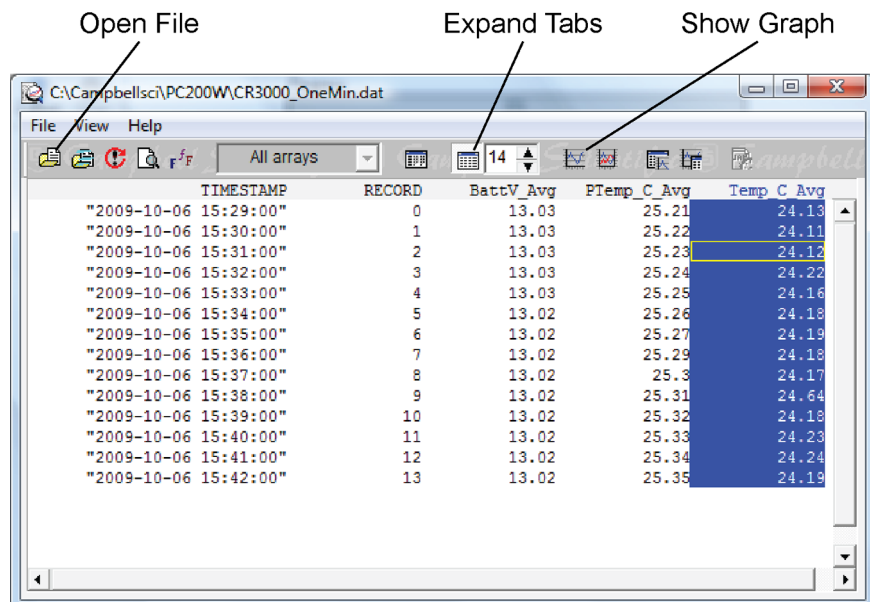 Open File Expand Tabs Show Graph
C:\Campbellsci\PC200W\CR3000_OneMin.dat
File View Help
All arrays 14
TIMESTAMP RECORD BattV_Avg PTemp_C_Avg Temp_C_Avg
"2009-10-06 15:29:00" 0 13.03 25.21 24.13
"2009-10-06 15:30:00" 1 13.03 25.22 24.11
"2009-10-06 15:31:00" 2 13.03 25.23 24.12
"2009-10-06 15:32:00" 3 13.03 25.24 24.22
"2009-10-06 15:33:00" 4 13.03 25.25 24.16
"2009-10-06 15:34:00" 5 13.02 25.26 24.18
"2009-10-06 15:35:00" 6 13.02 25.27 24.19
"2009-10-06 15:36:00" 7 13.02 25.29 24.18
"2009-10-06 15:37:00" 8 13.02 25.3 24.17
"2009-10-06 15:38:00" 9 13.02 25.31 24.64
"2009-10-06 15:39:00" 10 13.02 25.32 24.18
"2009-10-06 15:40:00" 11 13.02 25.33 24.23
"2009-10-06 15:41:00" 12 13.02 25.34 24.24
"2009-10-06 15:42:00" 13 13.02 25.35 24.19